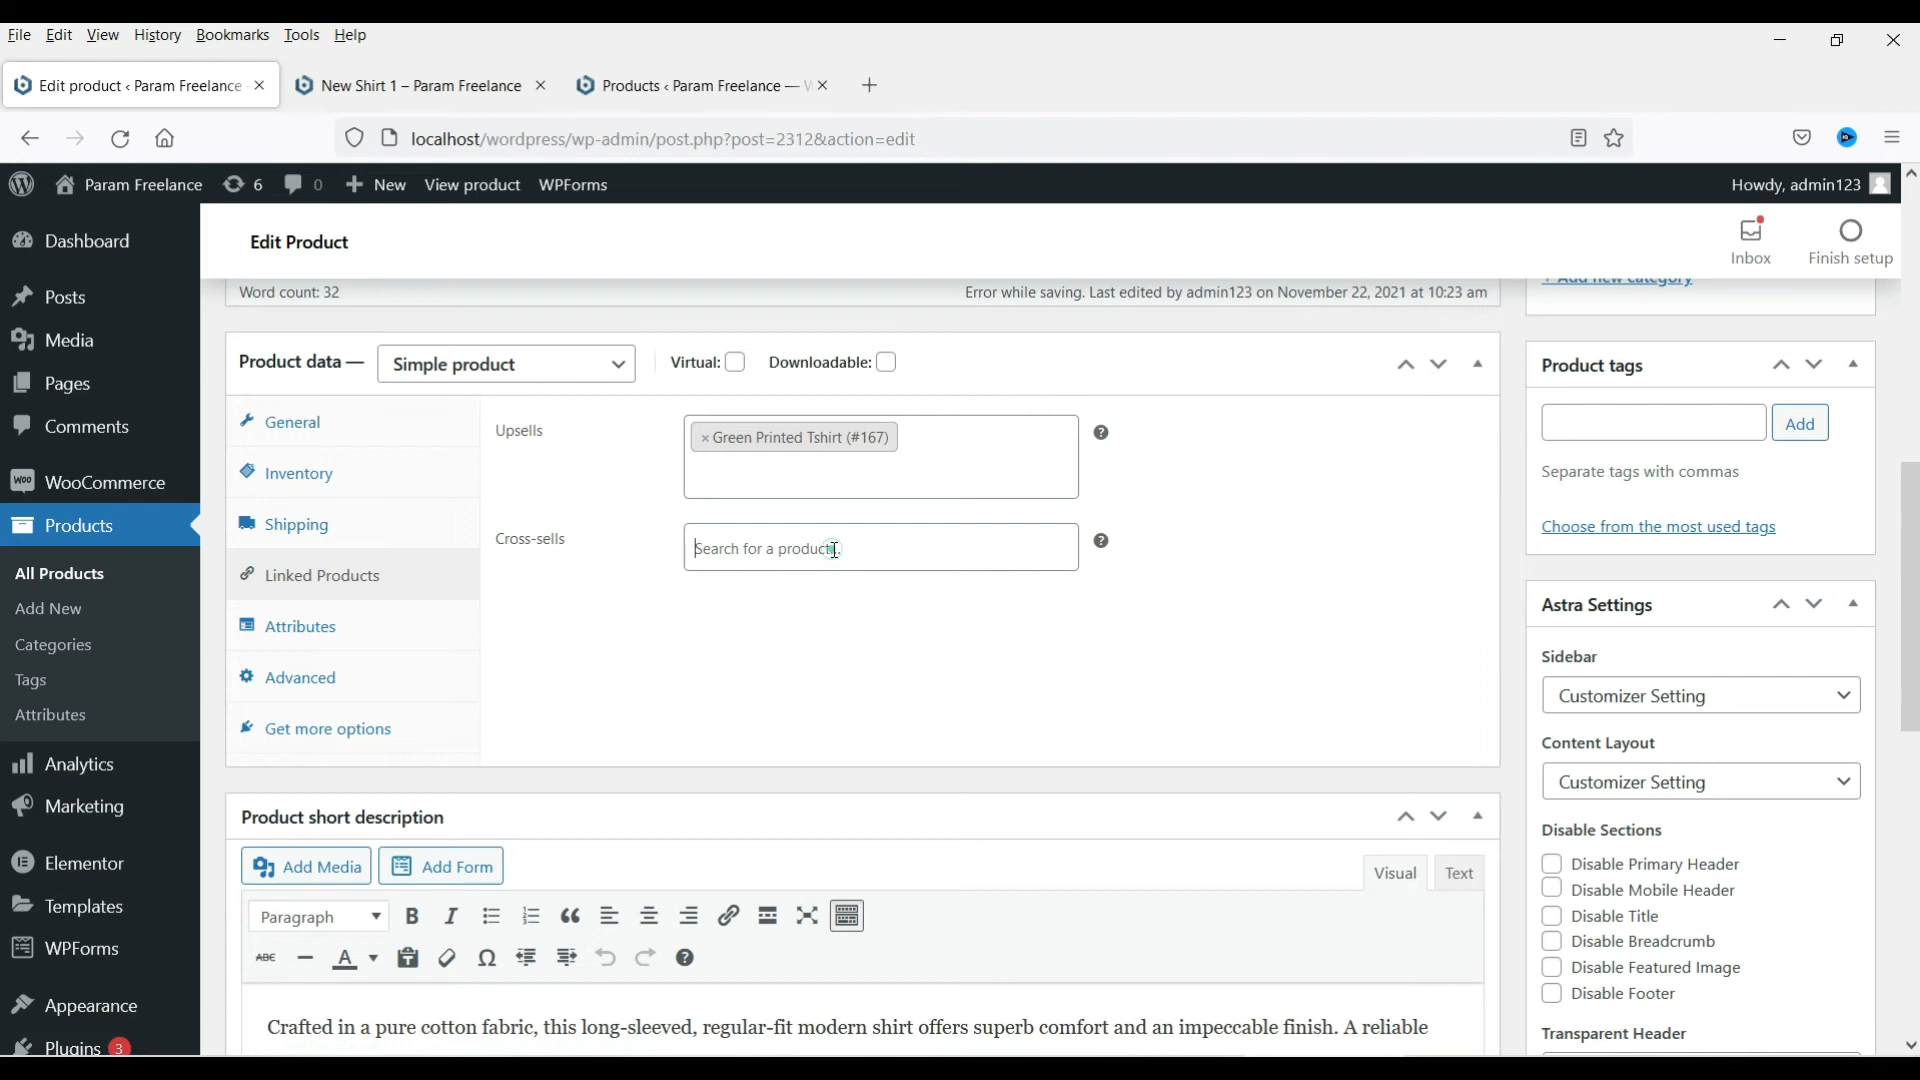 File Edit View History Bookmarks Tools Help
Edit product ‹ Param Freelance
New Shirt 1 – Param Freelance
Products ‹ Param Freelance —
localhost/wordpress/wp-admin/post.php?post=2312&action=edit
Param Freelance 6 0 New View product WPForms
Howdy, admin123
Dashboard
Posts
Media
Pages
Comments
WooCommerce
Products
All Products
Add New
Categories
Tags
Attributes
Analytics
Marketing
Elementor
Templates
WPForms
Appearance
Plugins 3
Edit Product
Inbox
Finish setup
Word count: 32
Error while saving. Last edited by admin123 on November 22, 2021 at 10:23 am
Product data — Simple product Virtual: Downloadable:
General
Inventory
Shipping
Linked Products
Attributes
Advanced
Get more options
Upsells
× Green Printed Tshirt (#167)
Cross-sells
Search for a product…
Product short description
Add Media Add Form
Visual Text
Paragraph
Crafted in a pure cotton fabric, this long-sleeved, regular-fit modern shirt offers superb comfort and an impeccable finish. A reliable
+ Add new category
Product tags
Add
Separate tags with commas
Choose from the most used tags
Astra Settings
Sidebar
Customizer Setting
Content Layout
Customizer Setting
Disable Sections
Disable Primary Header
Disable Mobile Header
Disable Title
Disable Breadcrumb
Disable Featured Image
Disable Footer
Transparent Header